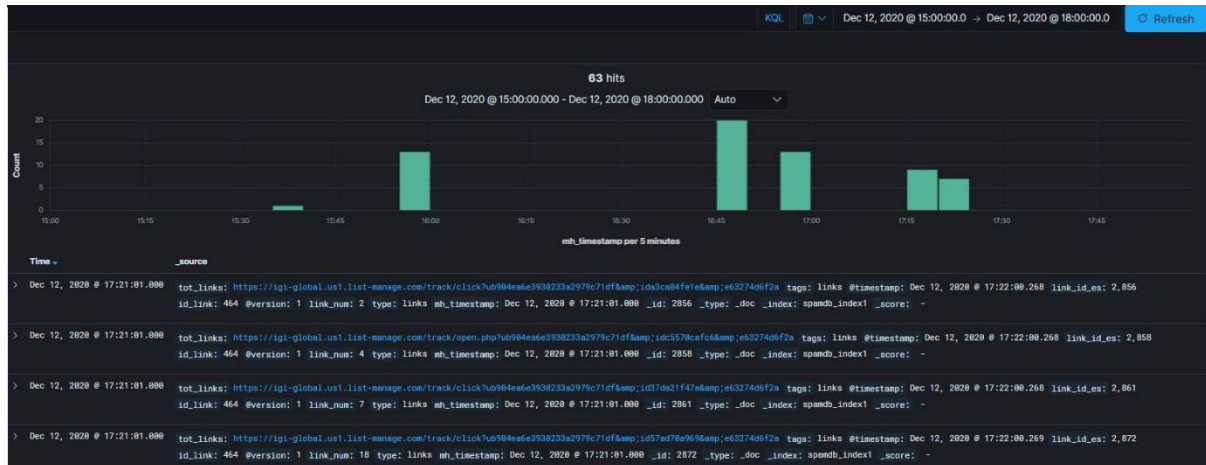 KQL Dec 12, 2020 @ 15:00:00.0 → Dec 12, 2020 @ 18:00:00.0 Refresh
63 hits
Dec 12, 2020 @ 15:00:00.000 - Dec 12, 2020 @ 18:00:00.000 Auto
Count
20
15
10
5
0
15:00 15:15 15:30 15:45 16:00 16:15 16:30 16:45 17:00 17:15 17:30 17:45
mh_timestamp per 5 minutes
Time _source
Dec 12, 2020 @ 17:21:01.000 tot_links: https://igi-global.us1.list-manage.com/track/click?ub904ea6e3930233a2979c71df&amp;ida3ca04fe1e&amp;e63274d6f2a tags: links @timestamp: Dec 12, 2020 @ 17:22:00.268 link_id_es: 2,856
id_link: 464 @version: 1 link_num: 2 type: links mh_timestamp: Dec 12, 2020 @ 17:21:01.000 _id: 2856 _type: _doc _index: spamdb_index1 _score: -
Dec 12, 2020 @ 17:21:01.000 tot_links: https://igi-global.us1.list-manage.com/track/open.php?ub904ea6e3930233a2979c71df&amp;idc5570cafc6&amp;e63274d6f2a tags: links @timestamp: Dec 12, 2020 @ 17:22:00.268 link_id_es: 2,858
id_link: 464 @version: 1 link_num: 4 type: links mh_timestamp: Dec 12, 2020 @ 17:21:01.000 _id: 2858 _type: _doc _index: spamdb_index1 _score: -
Dec 12, 2020 @ 17:21:01.000 tot_links: https://igi-global.us1.list-manage.com/track/click?ub904ea6e3930233a2979c71df&amp;id37da21f47a&amp;e63274d6f2a tags: links @timestamp: Dec 12, 2020 @ 17:22:00.268 link_id_es: 2,861
id_link: 464 @version: 1 link_num: 7 type: links mh_timestamp: Dec 12, 2020 @ 17:21:01.000 _id: 2861 _type: _doc _index: spamdb_index1 _score: -
Dec 12, 2020 @ 17:21:01.000 tot_links: https://igi-global.us1.list-manage.com/track/click?ub904ea6e3930233a2979c71df&amp;id57ad70a969&amp;e63274d6f2a tags: links @timestamp: Dec 12, 2020 @ 17:22:00.269 link_id_es: 2,872
id_link: 464 @version: 1 link_num: 18 type: links mh_timestamp: Dec 12, 2020 @ 17:21:01.000 _id: 2872 _type: _doc _index: spamdb_index1 _score: -